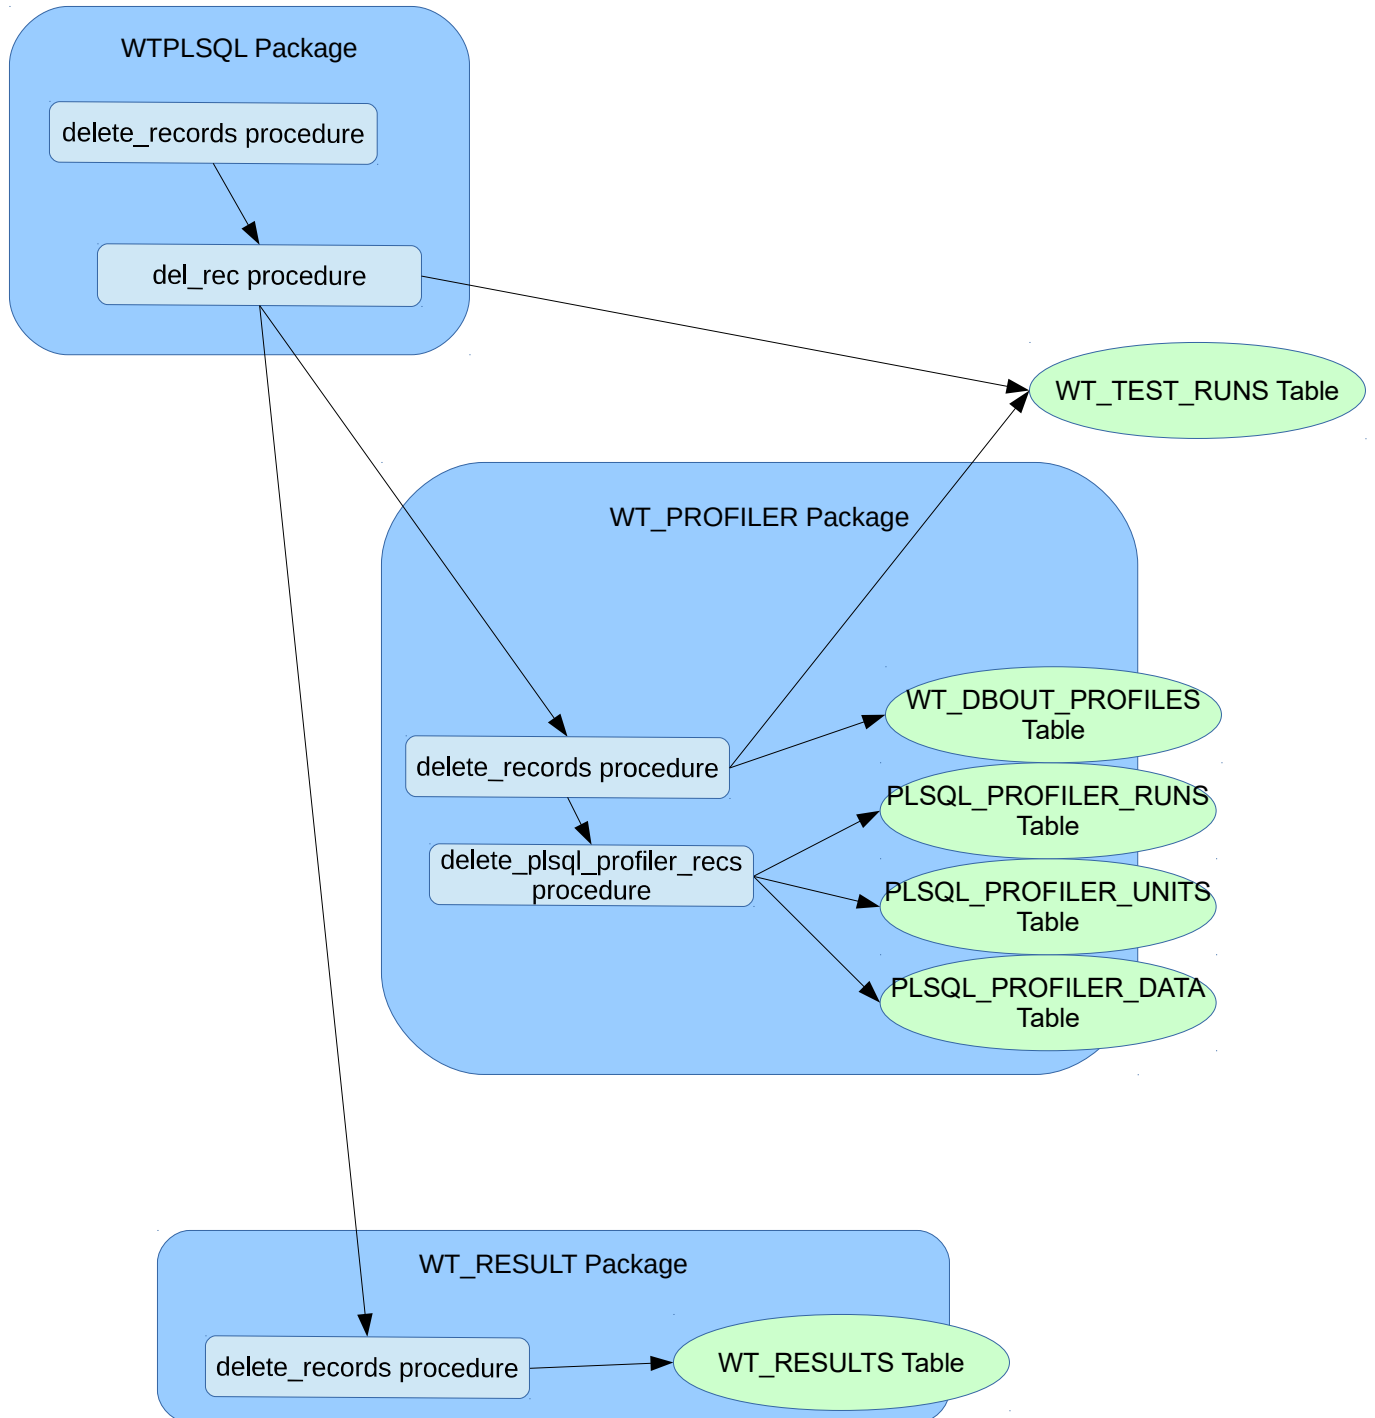 WTPLSQL Package
delete_records procedure
del_rec procedure
WT_TEST_RUNS Table
WT_PROFILER Package
WT_DBOUT_PROFILES
Table
delete_records procedure
PLSQL_PROFILER_RUNS
Table
delete_plsql_profiler_recs
procedure
PLSQL_PROFILER_UNITS
Table
PLSQL_PROFILER_DATA
Table
WT_RESULT Package
delete_records procedure
WT_RESULTS Table